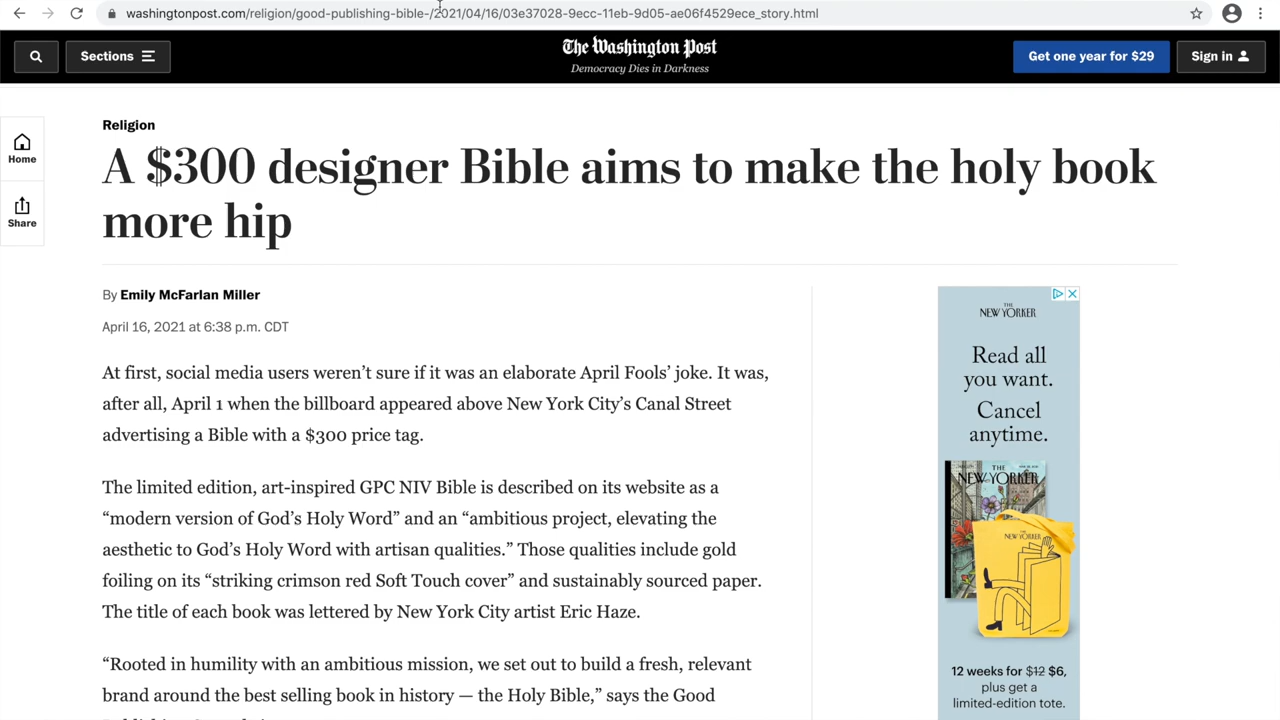 washingtonpost.com/religion/good-publishing-bible-/2021/04/16/03e37028-9ecc-11eb-9d05-ae06f4529ece_story.html
Sections
The Washington Post
Democracy Dies in Darkness
Get one year for $29
Sign in
Home
Share
Religion
A $300 designer Bible aims to make the holy book
more hip
By Emily McFarlan Miller
April 16, 2021 at 6:38 p.m. CDT
At first, social media users weren’t sure if it was an elaborate April Fools’ joke. It was,
after all, April 1 when the billboard appeared above New York City’s Canal Street
advertising a Bible with a $300 price tag.
The limited edition, art-inspired GPC NIV Bible is described on its website as a
“modern version of God’s Holy Word” and an “ambitious project, elevating the
aesthetic to God’s Holy Word with artisan qualities.” Those qualities include gold
foiling on its “striking crimson red Soft Touch cover” and sustainably sourced paper.
The title of each book was lettered by New York City artist Eric Haze.
“Rooted in humility with an ambitious mission, we set out to build a fresh, relevant
brand around the best selling book in history — the Holy Bible,” says the Good
THE
NEW YORKER
Read all
you want.
Cancel
anytime.
THE
NEW YORKER
THE
NEW YORKER
12 weeks for $12 $6,
plus get a
limited-edition tote.